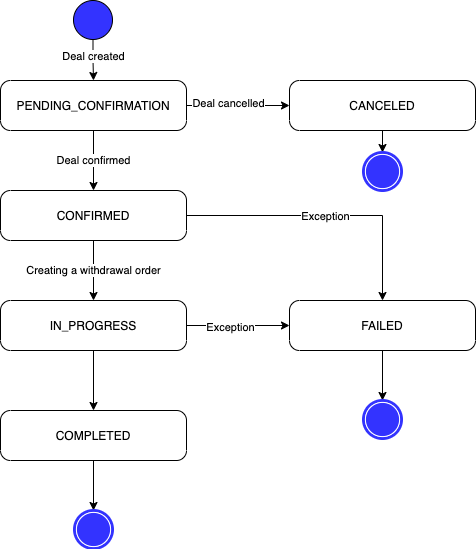 Deal created
PENDING_CONFIRMATION
Deal cancelled
CANCELED
Deal confirmed
CONFIRMED
Exception
Creating a withdrawal order
IN_PROGRESS
Exception
FAILED
COMPLETED